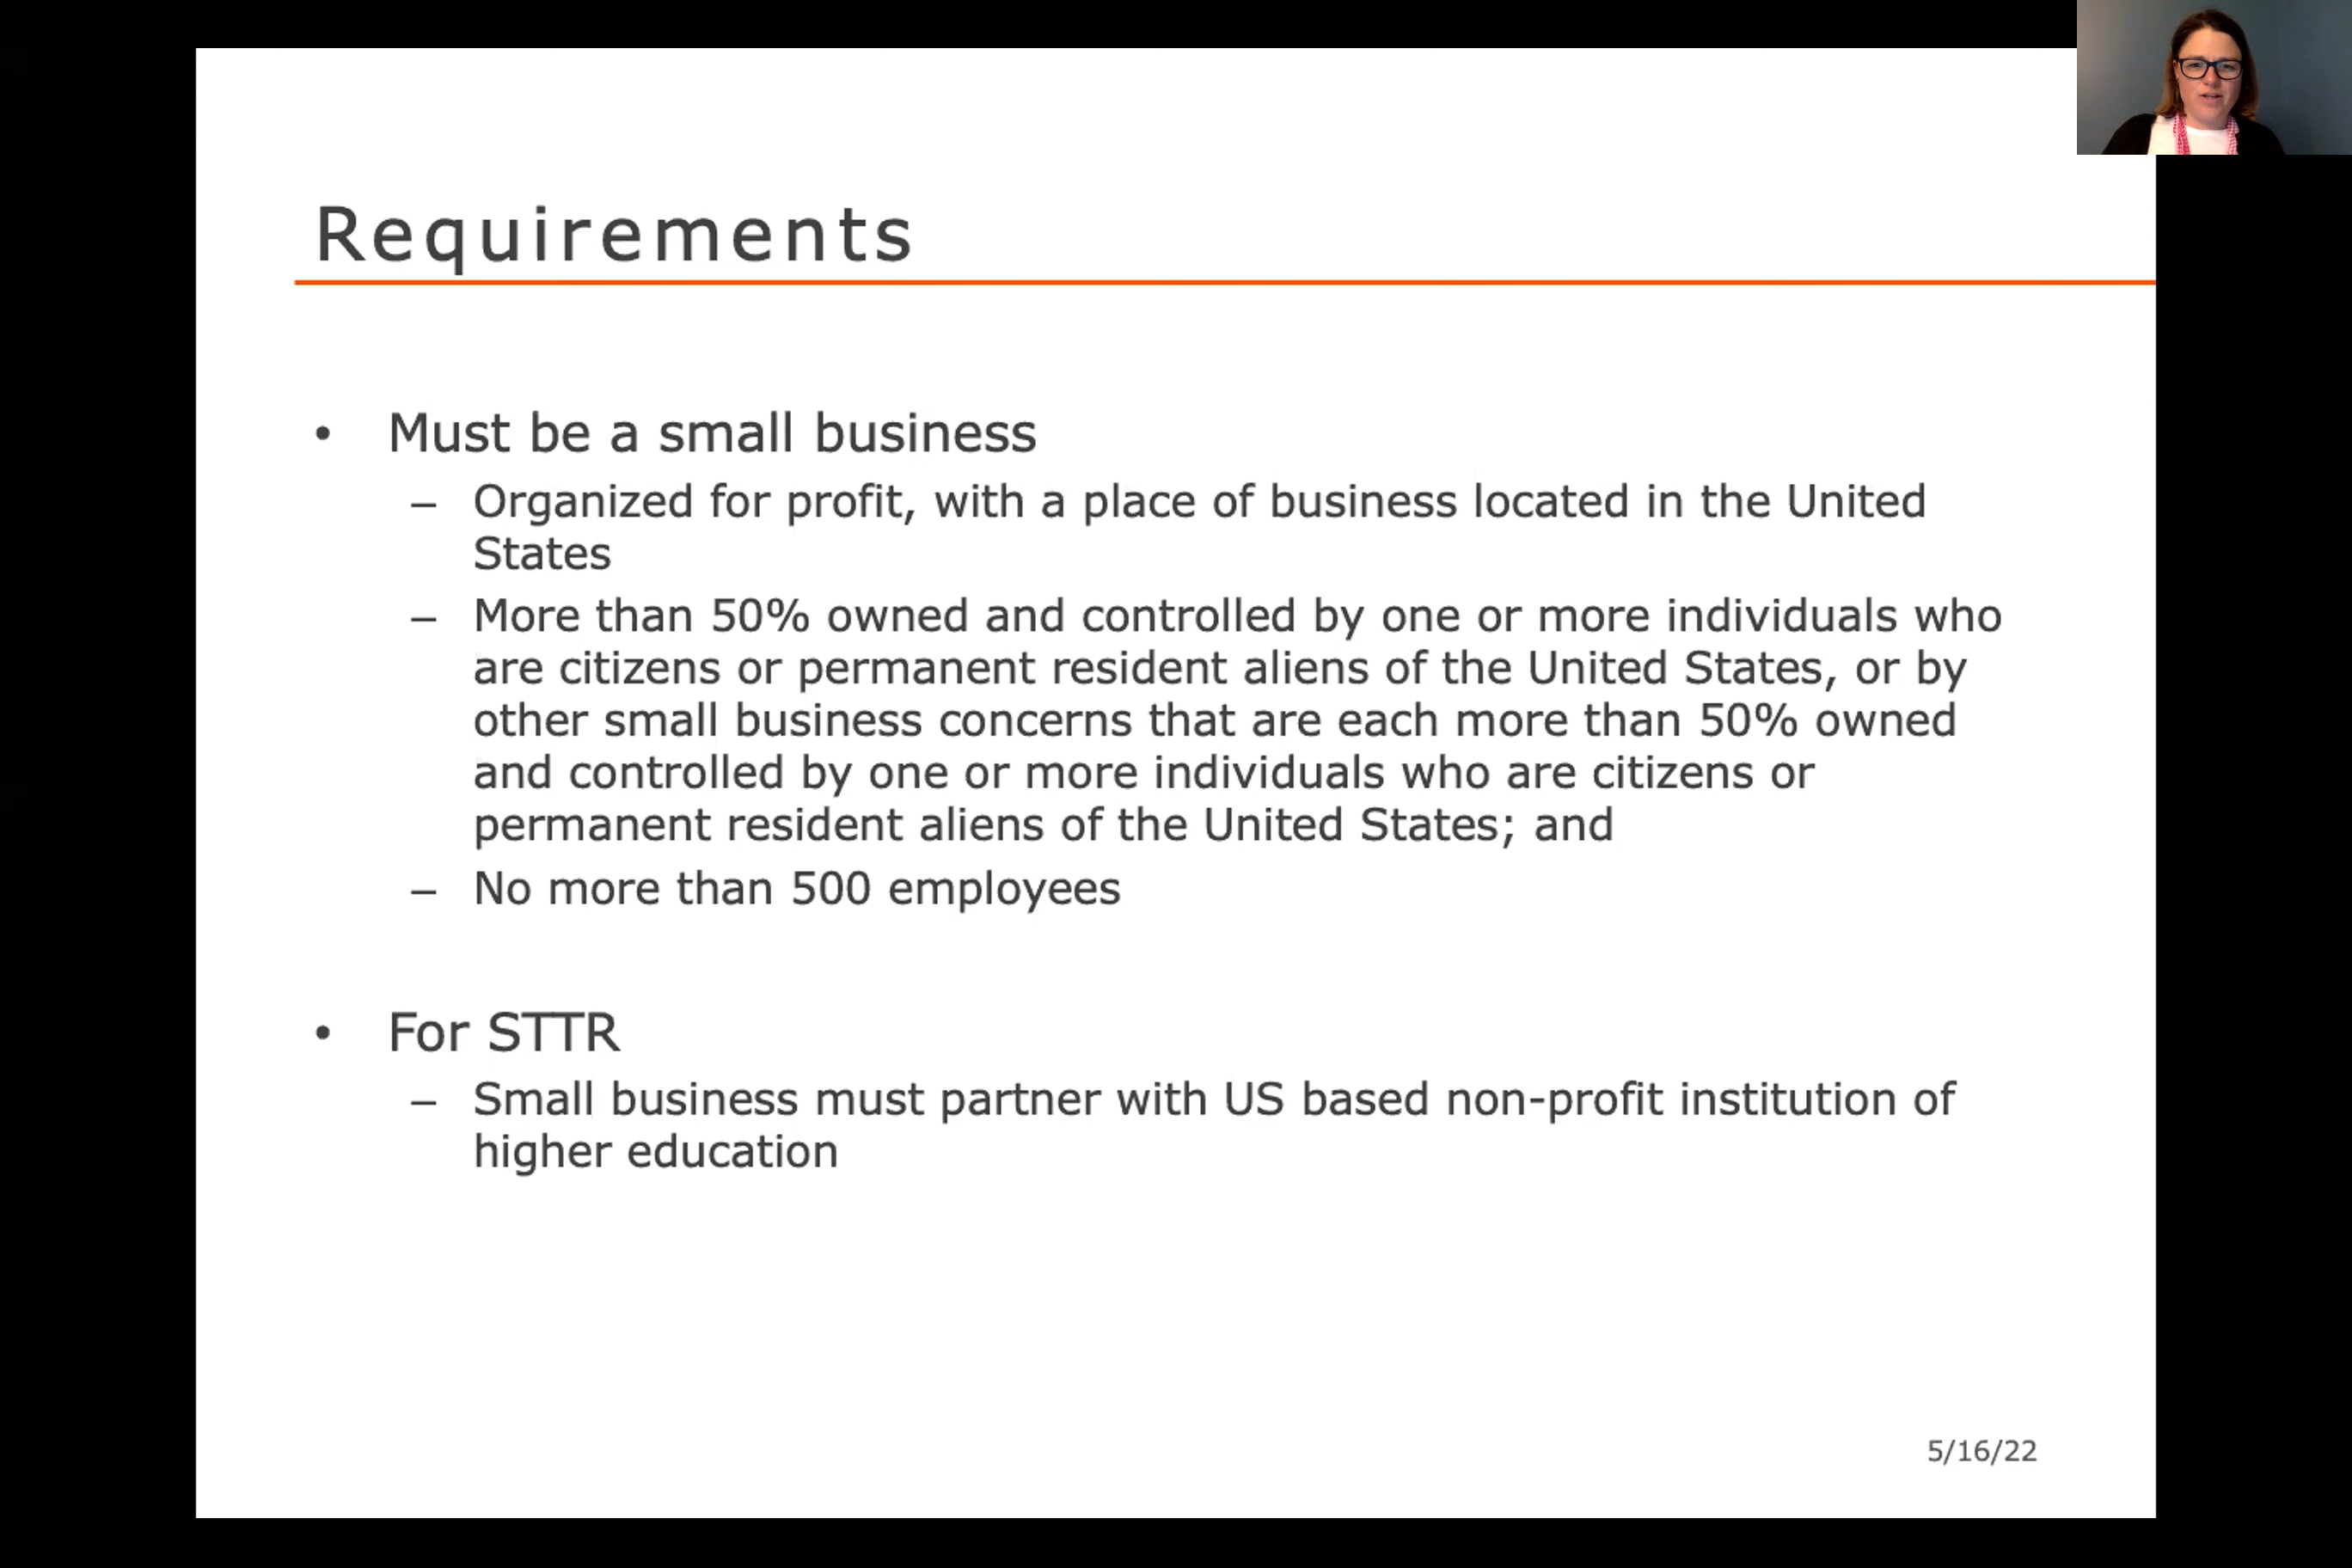 Requirements
• Must be a small business
– Organized for profit, with a place of business located in the United
States
– More than 50% owned and controlled by one or more individuals who
are citizens or permanent resident aliens of the United States, or by
other small business concerns that are each more than 50% owned
and controlled by one or more individuals who are citizens or
permanent resident aliens of the United States; and
– No more than 500 employees
• For STTR
– Small business must partner with US based non-profit institution of
higher education
5/16/22